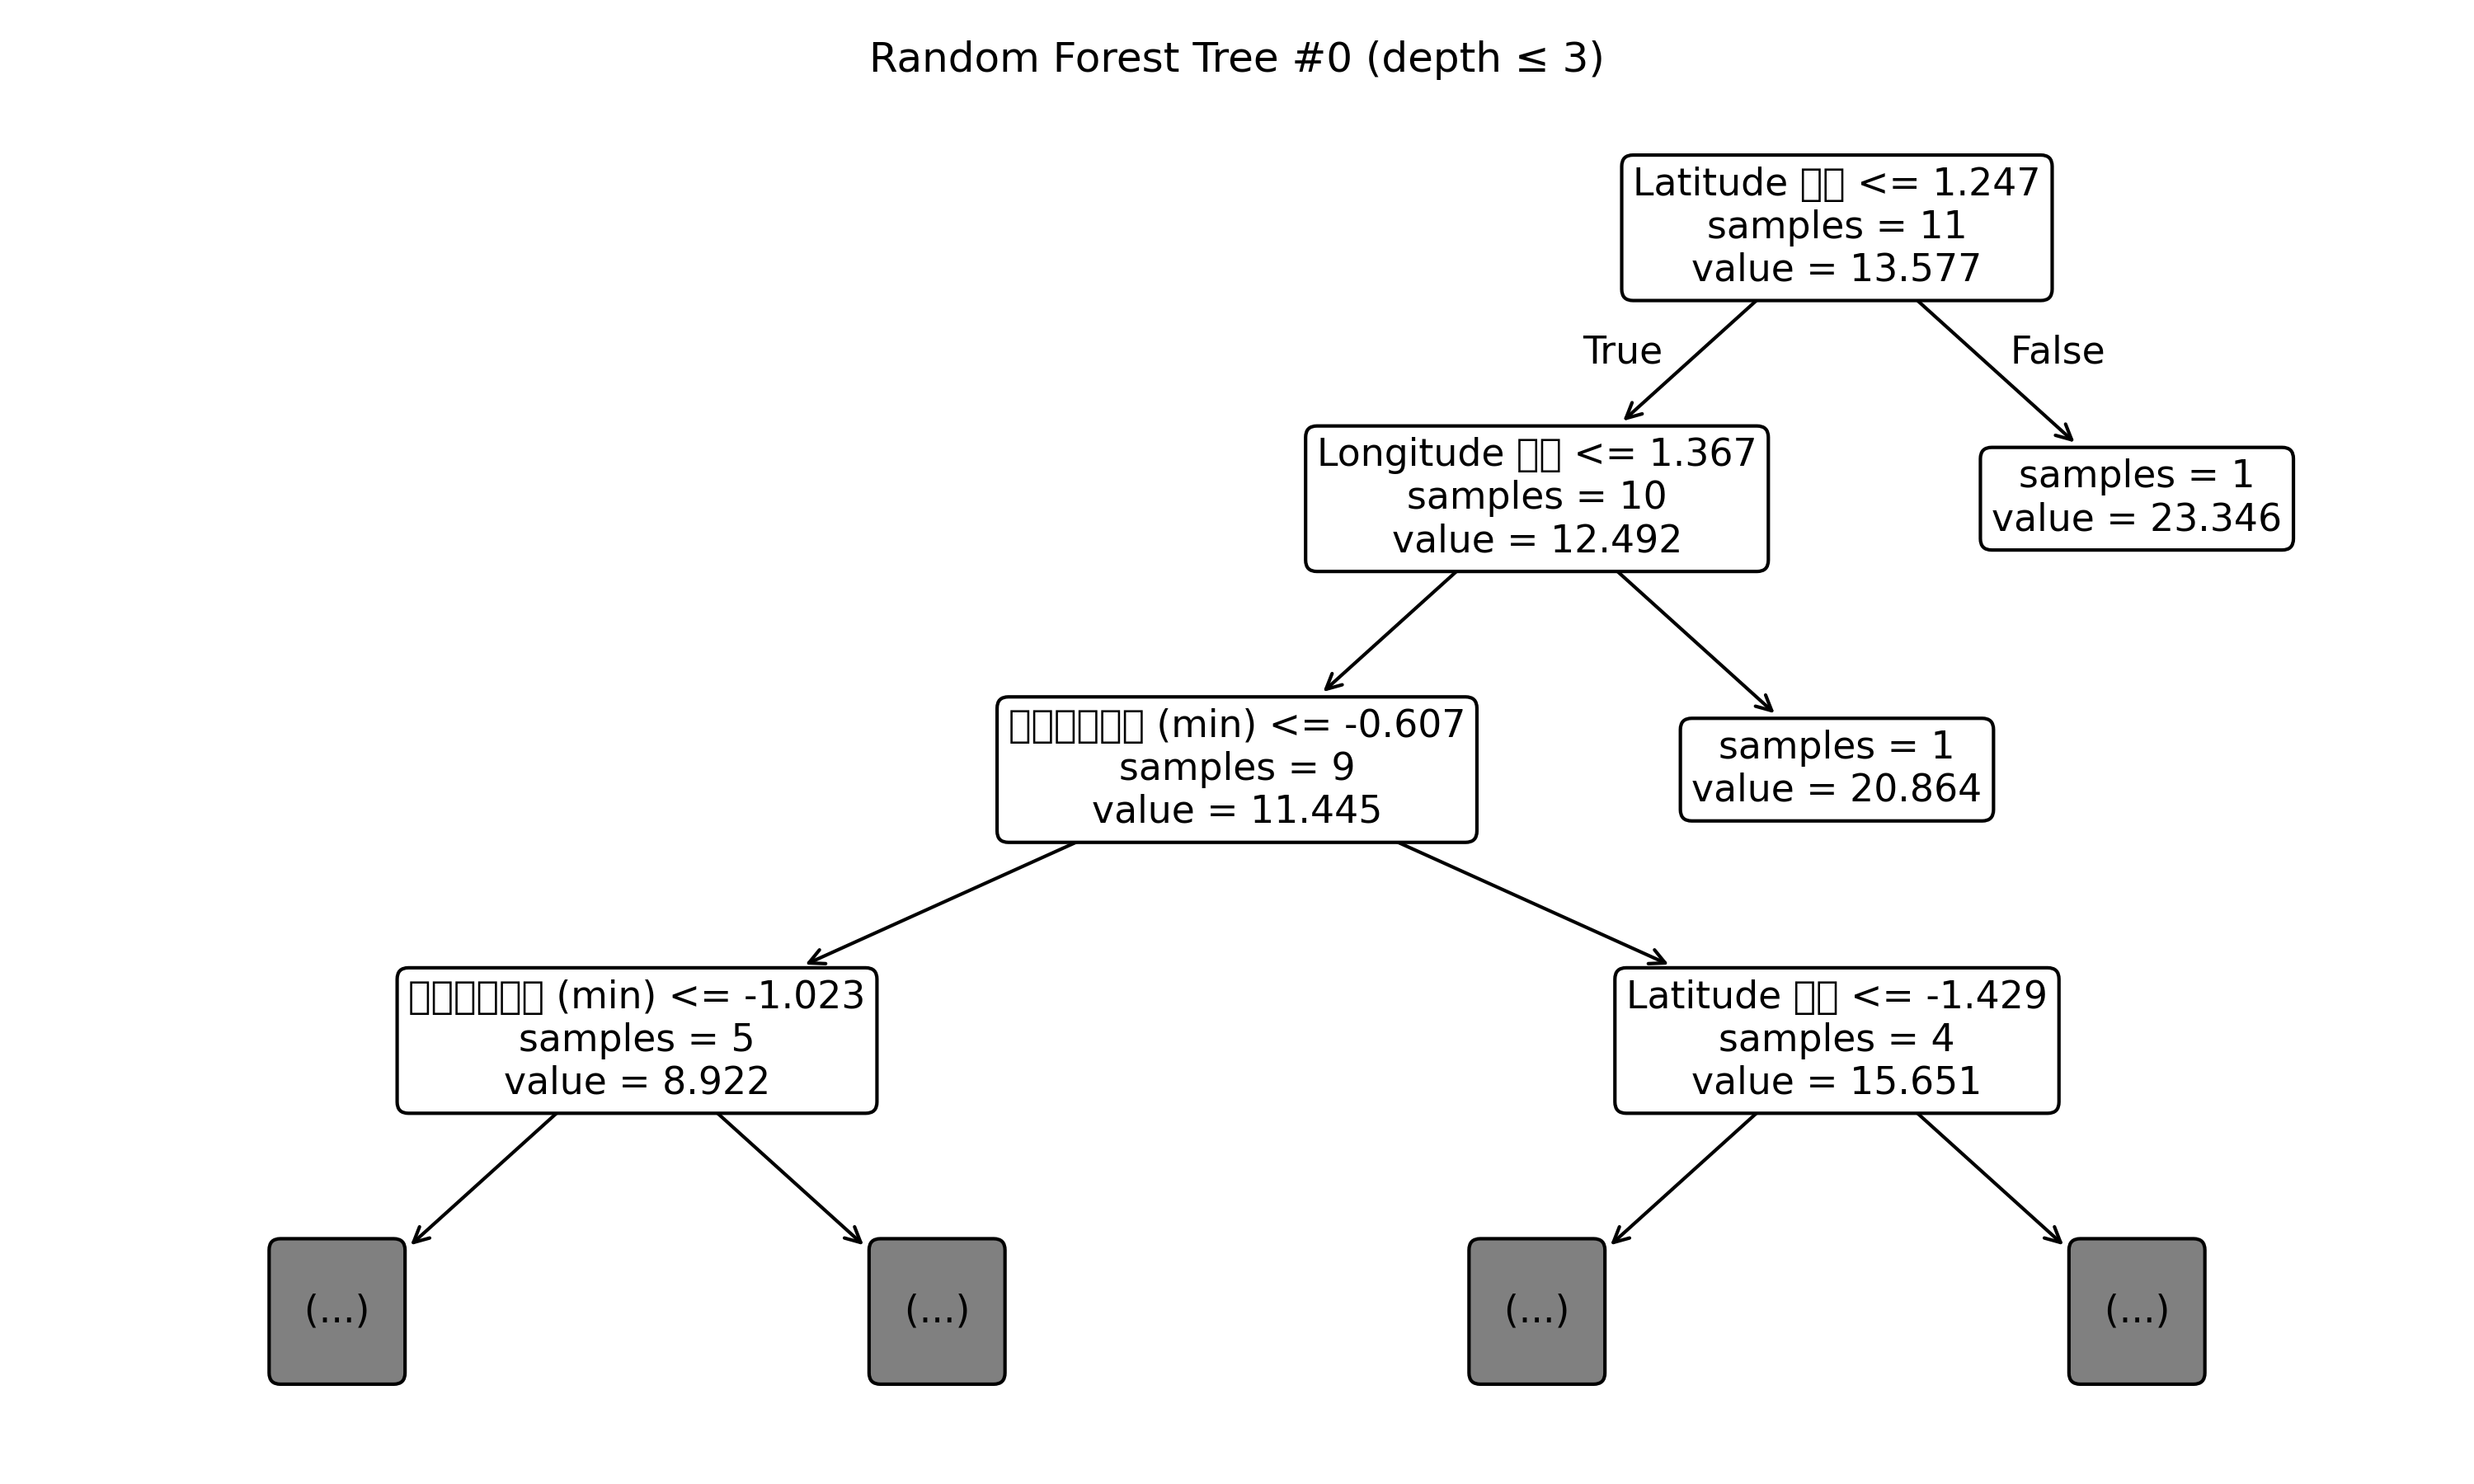 Random Forest Tree #0 (depth ≤ 3)
Latitude <= 1.247
samples = 11
value = 13.577
True
False
Longitude <= 1.367
samples = 10
value = 12.492
samples = 1
value = 23.346
(min) <= -0.607
samples = 9
value = 11.445
samples = 1
value = 20.864
(min) <= -1.023
samples = 5
value = 8.922
Latitude <= -1.429
samples = 4
value = 15.651
(...)
(...)
(...)
(...)